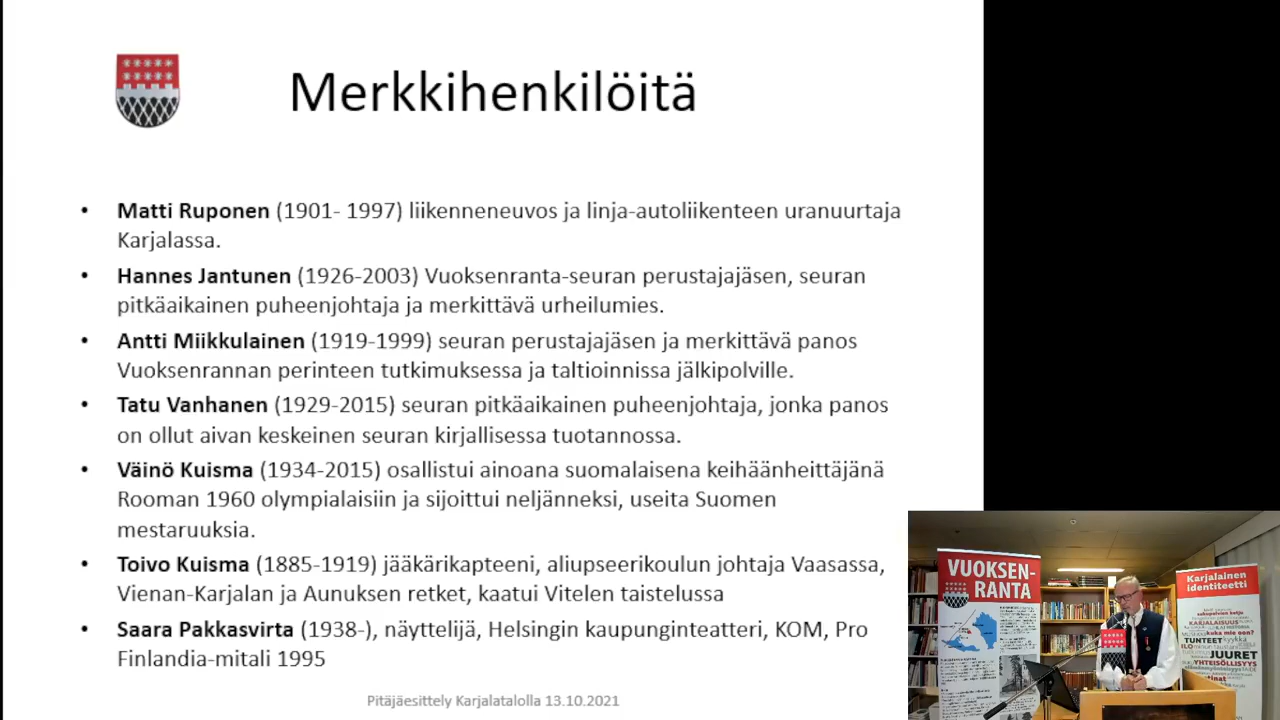 Merkkihenkilöitä
• Matti Ruponen (1901- 1997) liikenneneuvos ja linja-autoliikenteen uranuurtaja
Karjalassa.
• Hannes Jantunen (1926-2003) Vuoksenranta-seuran perustajajäsen, seuran
pitkäaikainen puheenjohtaja ja merkittävä urheilumies.
• Antti Miikkulainen (1919-1999) seuran perustajajäsen ja merkittävä panos
Vuoksenrannan perinteen tutkimuksessa ja taltioinnissa jälkipolville.
• Tatu Vanhanen (1929-2015) seuran pitkäaikainen puheenjohtaja, jonka panos
on ollut aivan keskeinen seuran kirjallisessa tuotannossa.
• Väinö Kuisma (1934-2015) osallistui ainoana suomalaisena keihäänheittäjänä
Rooman 1960 olympialaisiin ja sijoittui neljänneksi, useita Suomen
mestaruuksia.
• Toivo Kuisma (1885-1919) jääkärikapteeni, aliupseerikoulun johtaja Vaasassa,
Vienan-Karjalan ja Aunuksen retket, kaatui Vitelen taistelussa
• Saara Pakkasvirta (1938-), näyttelijä, Helsingin kaupunginteatteri, KOM, Pro
Finlandia-mitali 1995
Pitäjäesittely Karjalatalolla 13.10.2021
VUOKSEN-
RANTA
Karjalainen
identiteetti
KARJALAISUUS
kuka mie oon?
TUNTEET
JUURET
YHTEISÖLLISYYS